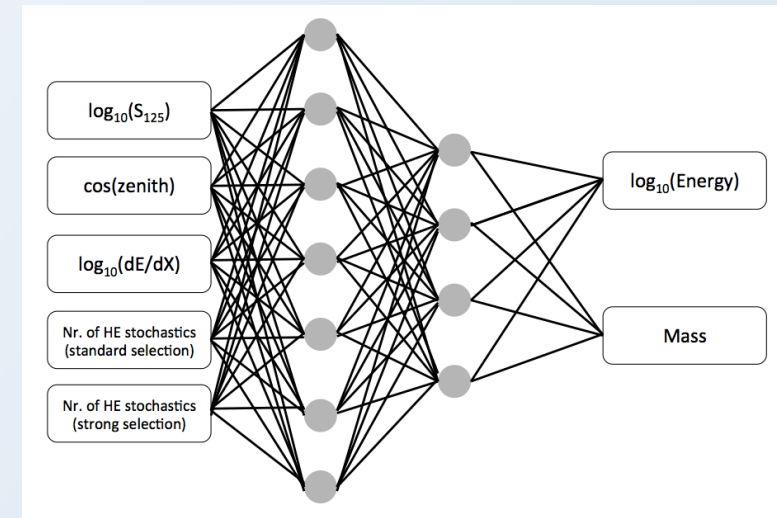 log₁₀(S₁₂₅)
cos(zenith)
log₁₀(dE/dX)
Nr. of HE stochastics
(standard selection)
Nr. of HE stochastics
(strong selection)
log₁₀(Energy)
Mass